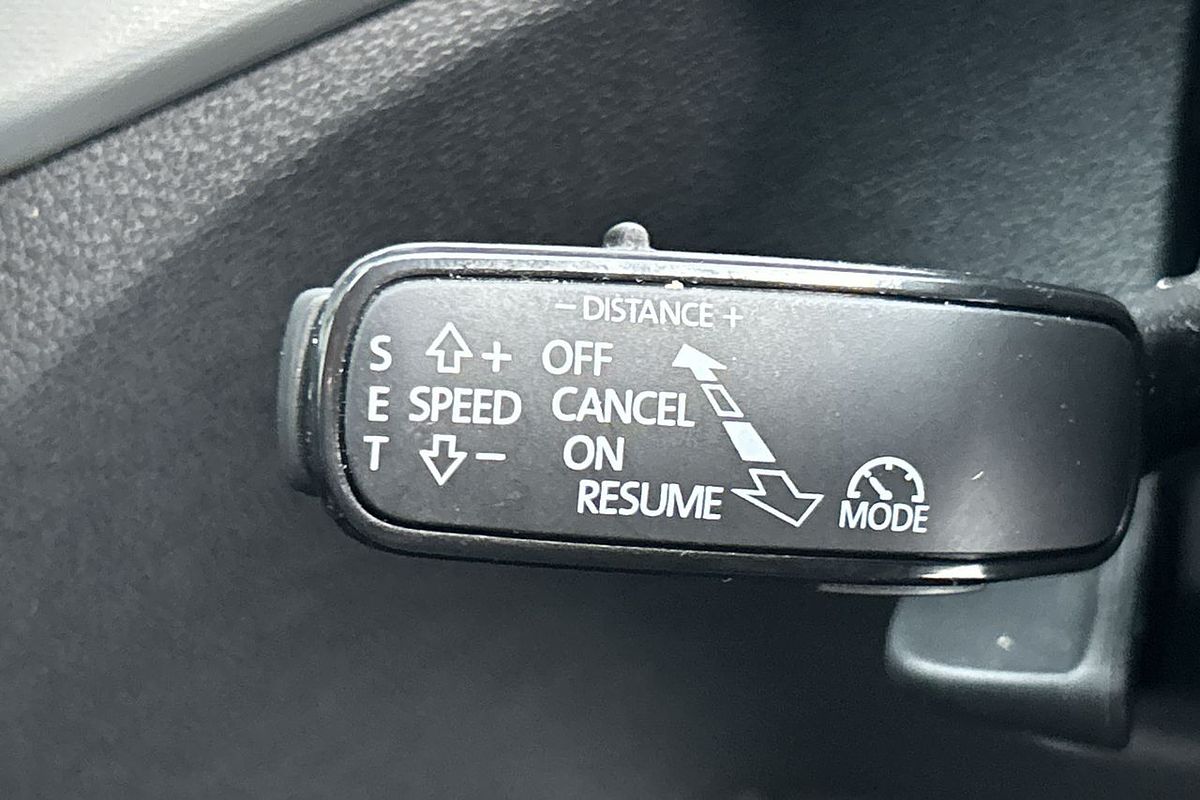 − DISTANCE +
S + OFF
E SPEED CANCEL
T − ON
RESUME
MODE